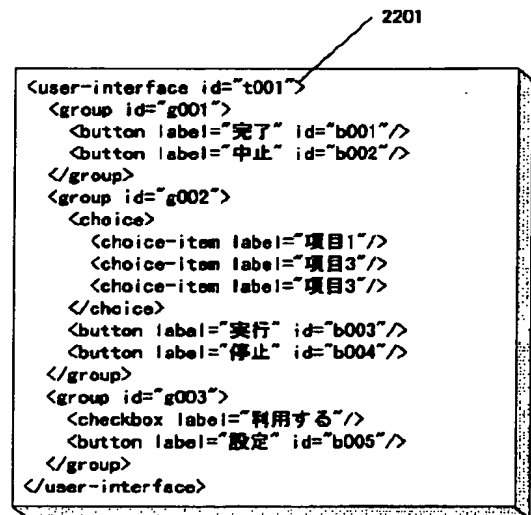 2201
<user-interface id="t001">
<group id="g001">
<button label="完了" id="b001"/>
<button label="中止" id="b002"/>
</group>
<group id="g002">
<choice>
<choice-item label="項目1"/>
<choice-item label="項目3"/>
<choice-item label="項目3"/>
</choice>
<button label="実行" id="b003"/>
<button label="停止" id="b004"/>
</group>
<group id="g003">
<checkbox label="利用する"/>
<button label="設定" id="b005"/>
</group>
</user-interface>